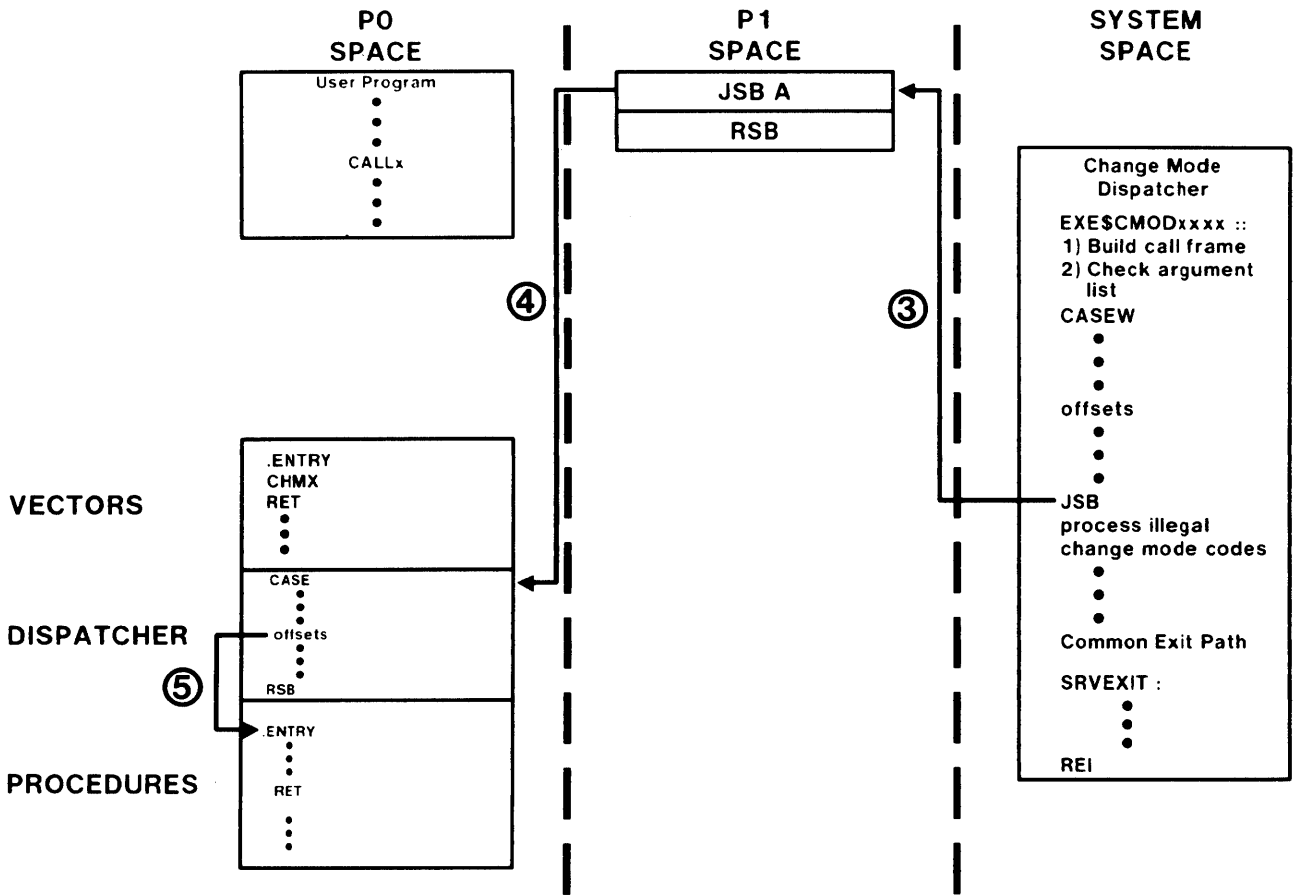 P0
SPACE
P1
SPACE
SYSTEM
SPACE
User Program
CALLx
JSB A
RSB
Change Mode
Dispatcher
EXE$CMODxxxx ::
1) Build call frame
2) Check argument
list
CASEW
offsets
JSB
process illegal
change mode codes
Common Exit Path
SRVEXIT :
REI
④
③
VECTORS
.ENTRY
CHMX
RET
DISPATCHER
CASE
offsets
RSB
⑤
PROCEDURES
.ENTRY
RET